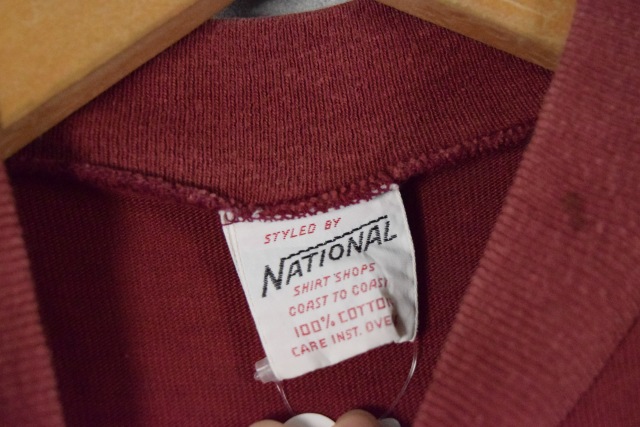 STYLED BY
NATIONAL
SHIRT SHOPS
COAST TO COAST
100% COTTON
CARE INST. OVER